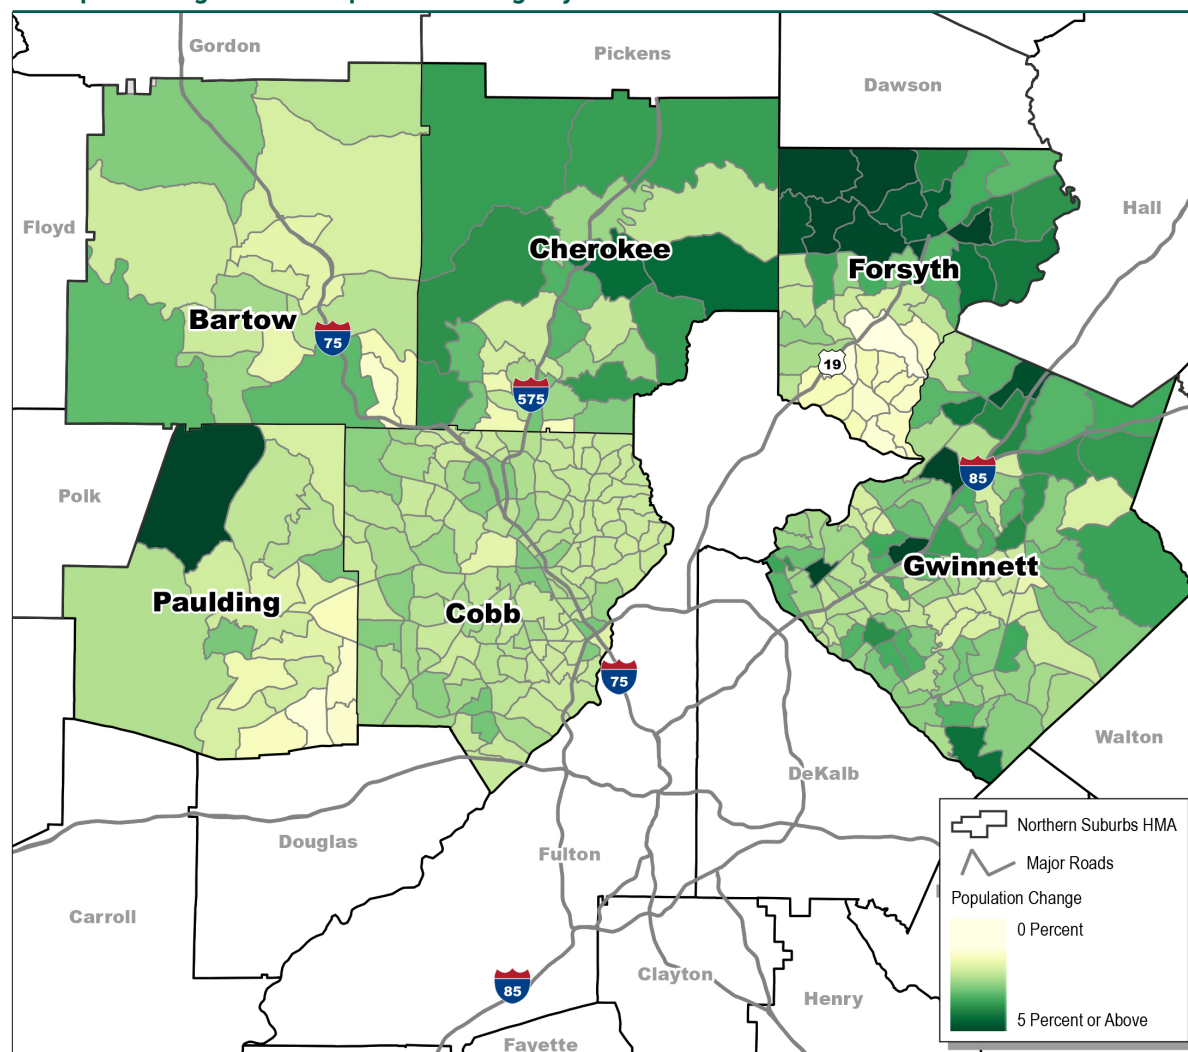 Gordon
Pickens
Dawson
Floyd
Hall
Cherokee
Forsyth
Bartow
75
19
575
85
Polk
Gwinnett
Paulding
Cobb
75
Walton
DeKalb
Douglas
Fulton
Carroll
Clayton
Henry
85
Fayette
Northern Suburbs HMA
Major Roads
Population Change
0 Percent
5 Percent or Above